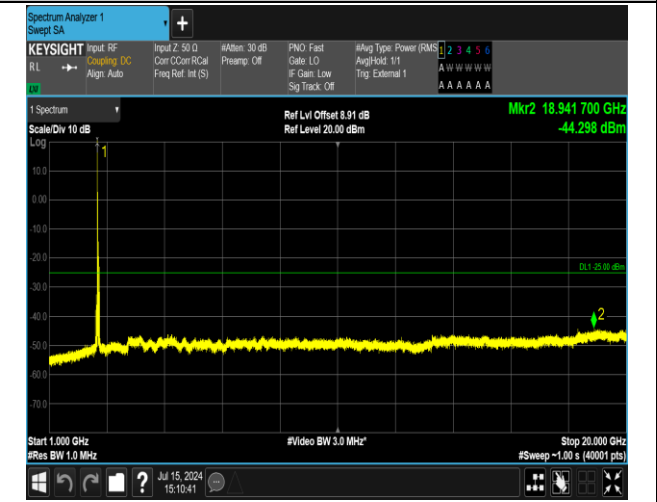 Spectrum Analyzer 1
Swept SA
+
KEYSIGHT Input: RF Input Z: 50 Ω #Atten: 30 dB PNO: Fast #Avg Type: Power (RMS 1 2 3 4 5 6
RL Coupling: DC Corr CCorr RCal Preamp: Off Gate: LO Avg|Hold: 1/1 A W W W W W
Align: Auto Freq Ref: Int (S) IF Gain: Low Trig: External 1
Sig Track: Off A A A A A A
1 Spectrum
Ref Lvl Offset 8.91 dB Mkr2 18.941 700 GHz
Scale/Div 10 dB Ref Level 20.00 dBm -44.298 dBm
Log
1
10.0
0.00
-10.0
-20.0
DL1 -25.00 dBm
-30.0
-40.0
2
-50.0
-60.0
-70.0
Start 1.000 GHz #Video BW 3.0 MHz* Stop 20.000 GHz
#Res BW 1.0 MHz #Sweep ~1.00 s (40001 pts)
? Jul 15, 2024
15:10:41